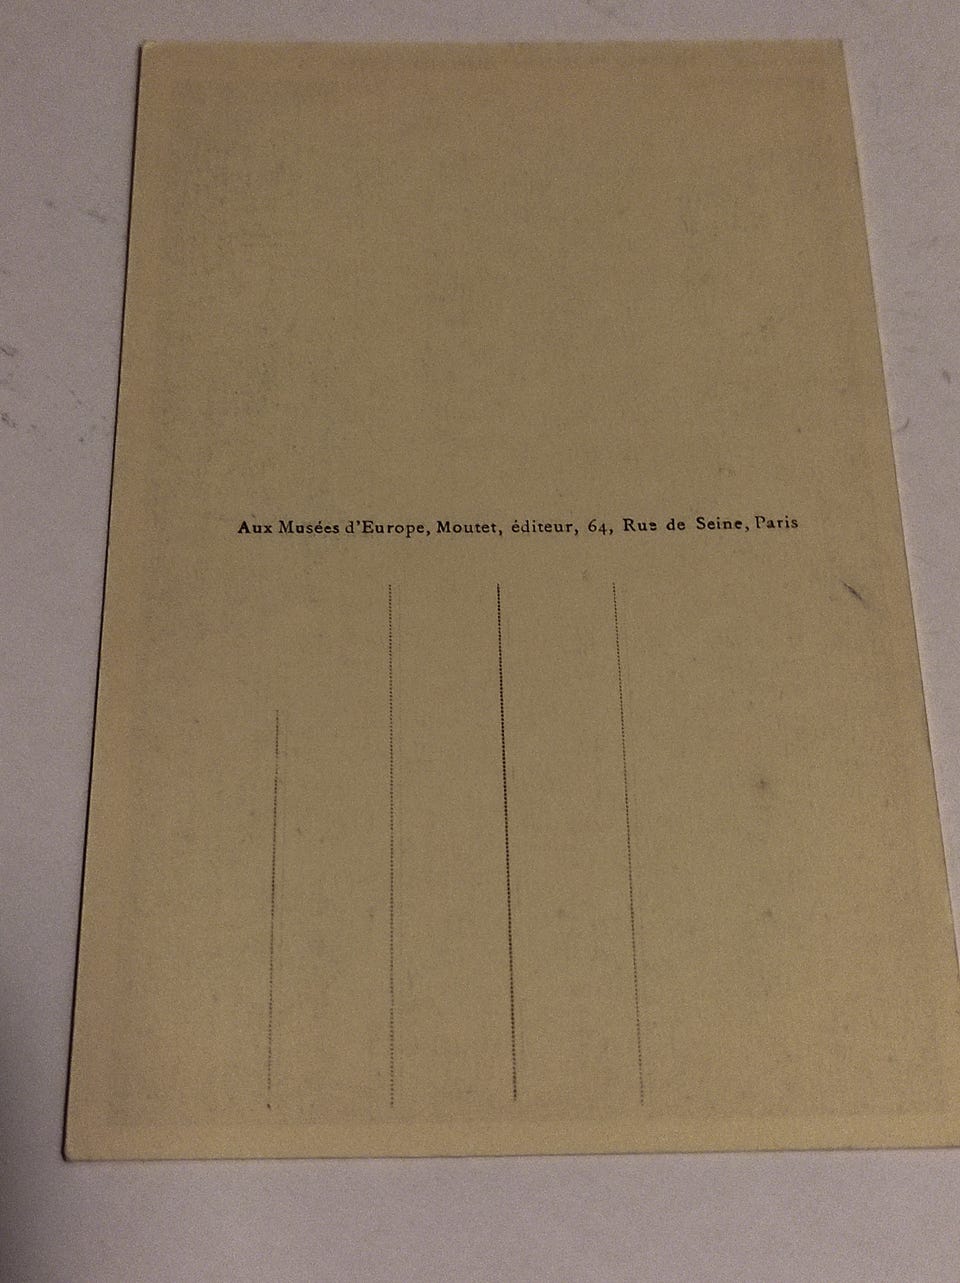 Aux Musées d'Europe, Moutet, éditeur, 64, Rue de Seine, Paris